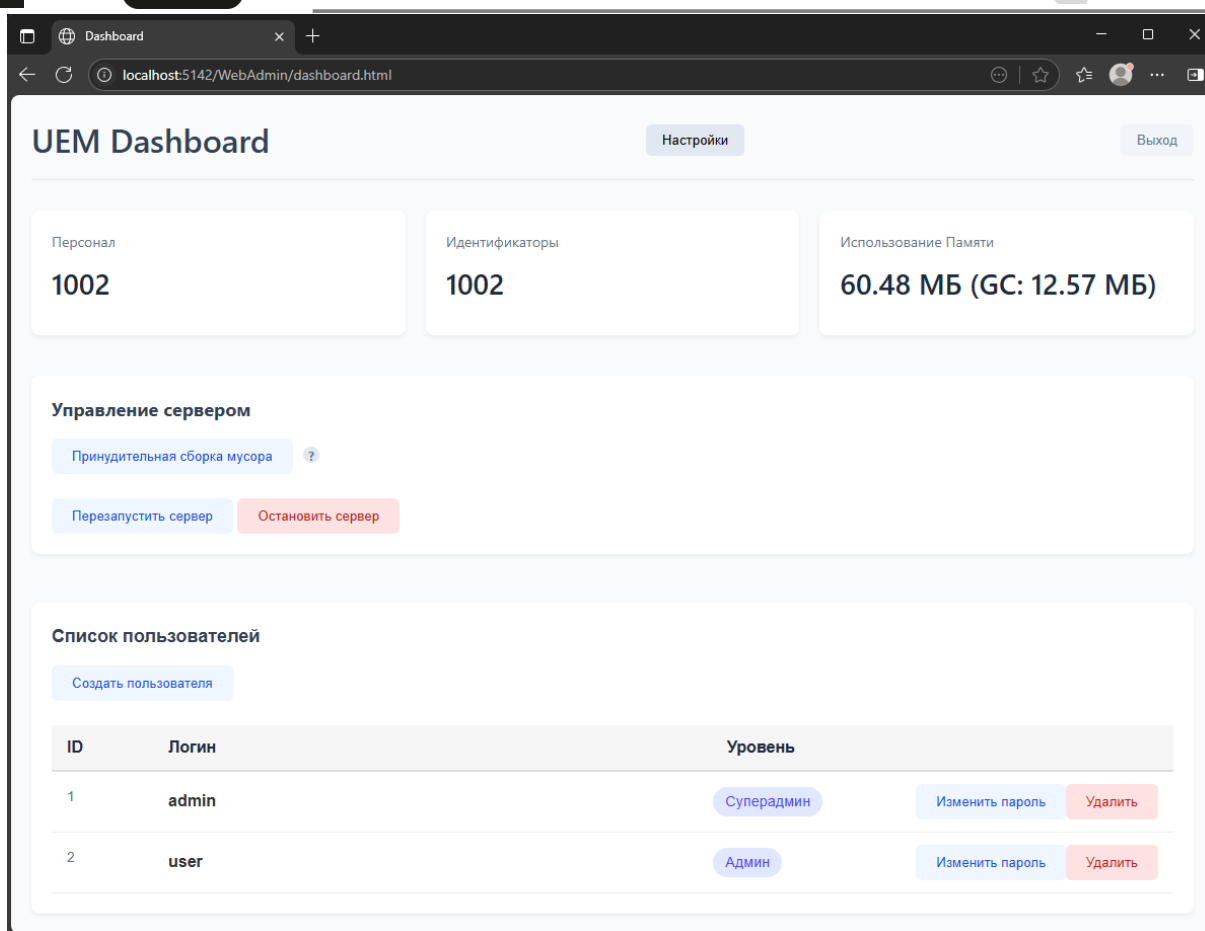 Dashboard
localhost:5142/WebAdmin/dashboard.html
UEM Dashboard
Настройки
Выход
Персонал
Идентификаторы
Использование Памяти
1002
1002
60.48 МБ (GC: 12.57 МБ)
Управление сервером
Принудительная сборка мусора ?
Перезапустить сервер Остановить сервер
Список пользователей
Создать пользователя
ID Логин Уровень
1 admin Суперадмин Изменить пароль Удалить
2 user Админ Изменить пароль Удалить